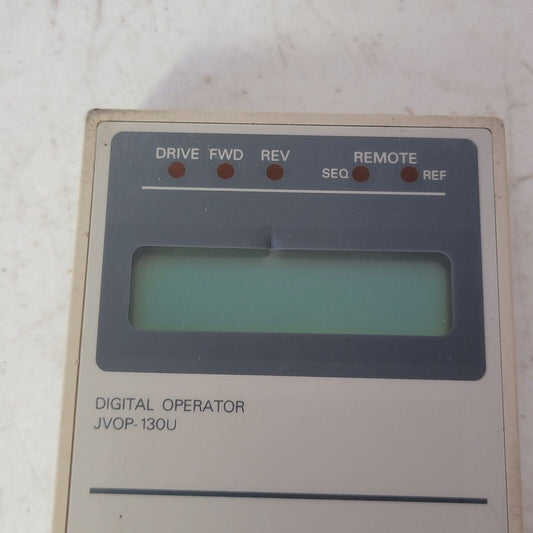 DRIVE FWD REV REMOTE
SEQ REF
DIGITAL OPERATOR
JVOP-130U